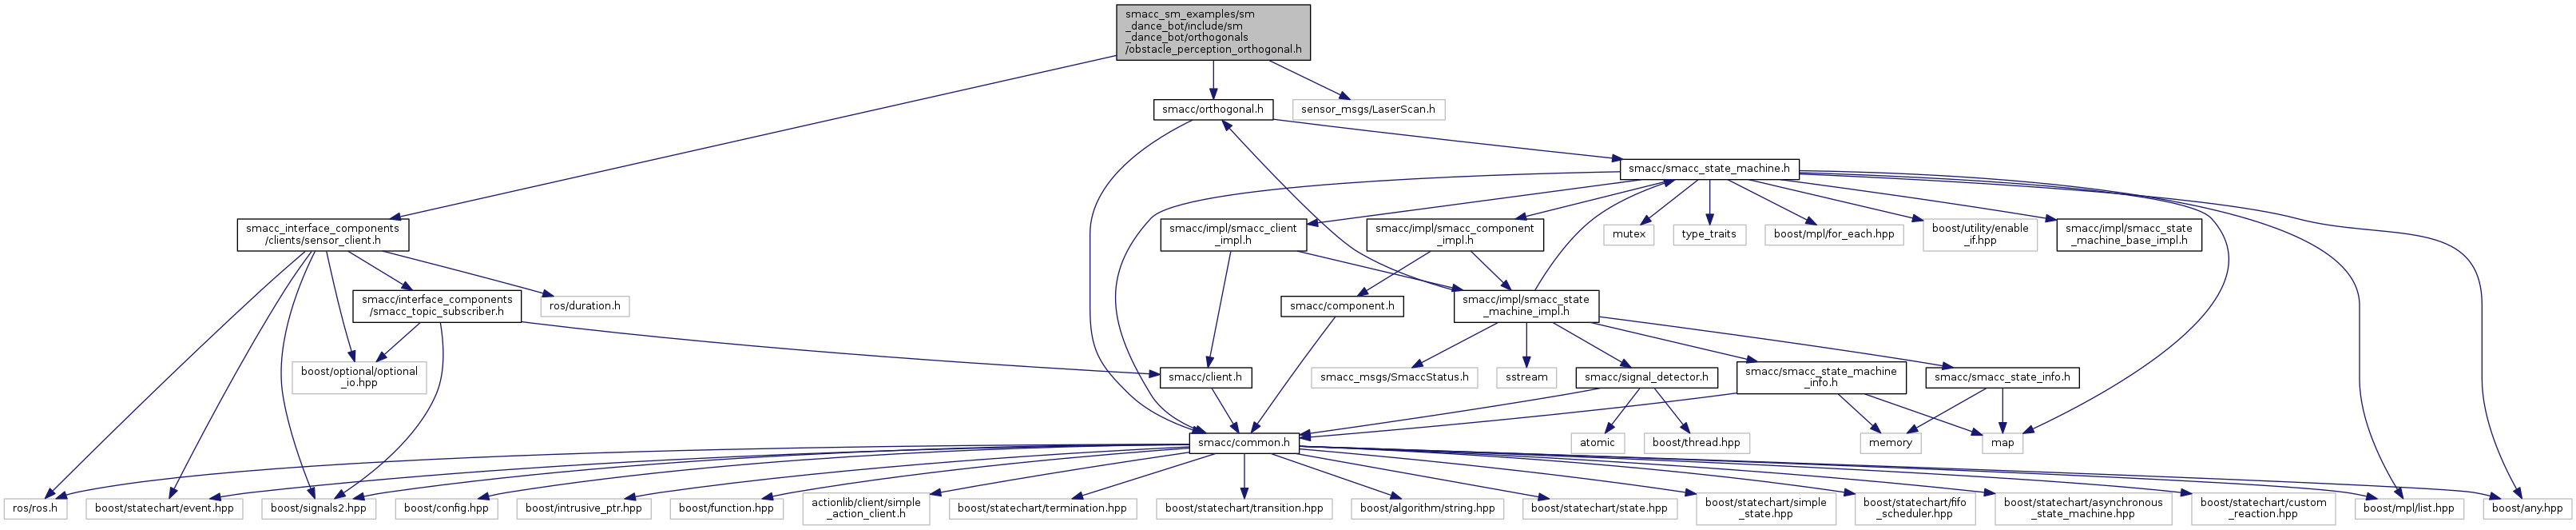 smacc_sm_examples/sm
_dance_bot/include/sm
_dance_bot/orthogonals
/obstacle_perception_orthogonal.h
smacc/orthogonal.h
sensor_msgs/LaserScan.h
smacc/smacc_state_machine.h
smacc_interface_components
/clients/sensor_client.h
smacc/impl/smacc_client
_impl.h
smacc/impl/smacc_component
_impl.h
mutex
type_traits
boost/mpl/for_each.hpp
boost/utility/enable
_if.hpp
smacc/impl/smacc_state
_machine_base_impl.h
smacc/interface_components
/smacc_topic_subscriber.h
ros/duration.h
smacc/component.h
smacc/impl/smacc_state
_machine_impl.h
boost/optional/optional
_io.hpp
smacc/client.h
smacc_msgs/SmaccStatus.h
sstream
smacc/signal_detector.h
smacc/smacc_state_machine
_info.h
smacc/smacc_state_info.h
smacc/common.h
atomic
boost/thread.hpp
memory
map
ros/ros.h
boost/statechart/event.hpp
boost/signals2.hpp
boost/config.hpp
boost/intrusive_ptr.hpp
boost/function.hpp
actionlib/client/simple
_action_client.h
boost/statechart/termination.hpp
boost/statechart/transition.hpp
boost/algorithm/string.hpp
boost/statechart/state.hpp
boost/statechart/simple
_state.hpp
boost/statechart/fifo
_scheduler.hpp
boost/statechart/asynchronous
_state_machine.hpp
boost/statechart/custom
_reaction.hpp
boost/mpl/list.hpp
boost/any.hpp